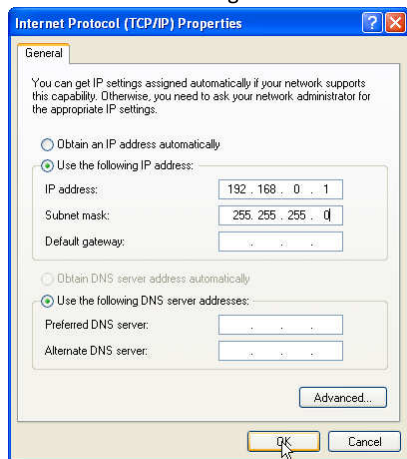 Internet Protocol (TCP/IP) Properties
General
You can get IP settings assigned automatically if your network supports
this capability. Otherwise, you need to ask your network administrator for
the appropriate IP settings.
Obtain an IP address automatically
Use the following IP address:
IP address: 192 . 168 . 0 . 1
Subnet mask: 255. 255 . 255 . 0
Default gateway: . . .
Obtain DNS server address automatically
Use the following DNS server addresses:
Preferred DNS server: . . .
Alternate DNS server: . . .
Advanced...
OK Cancel